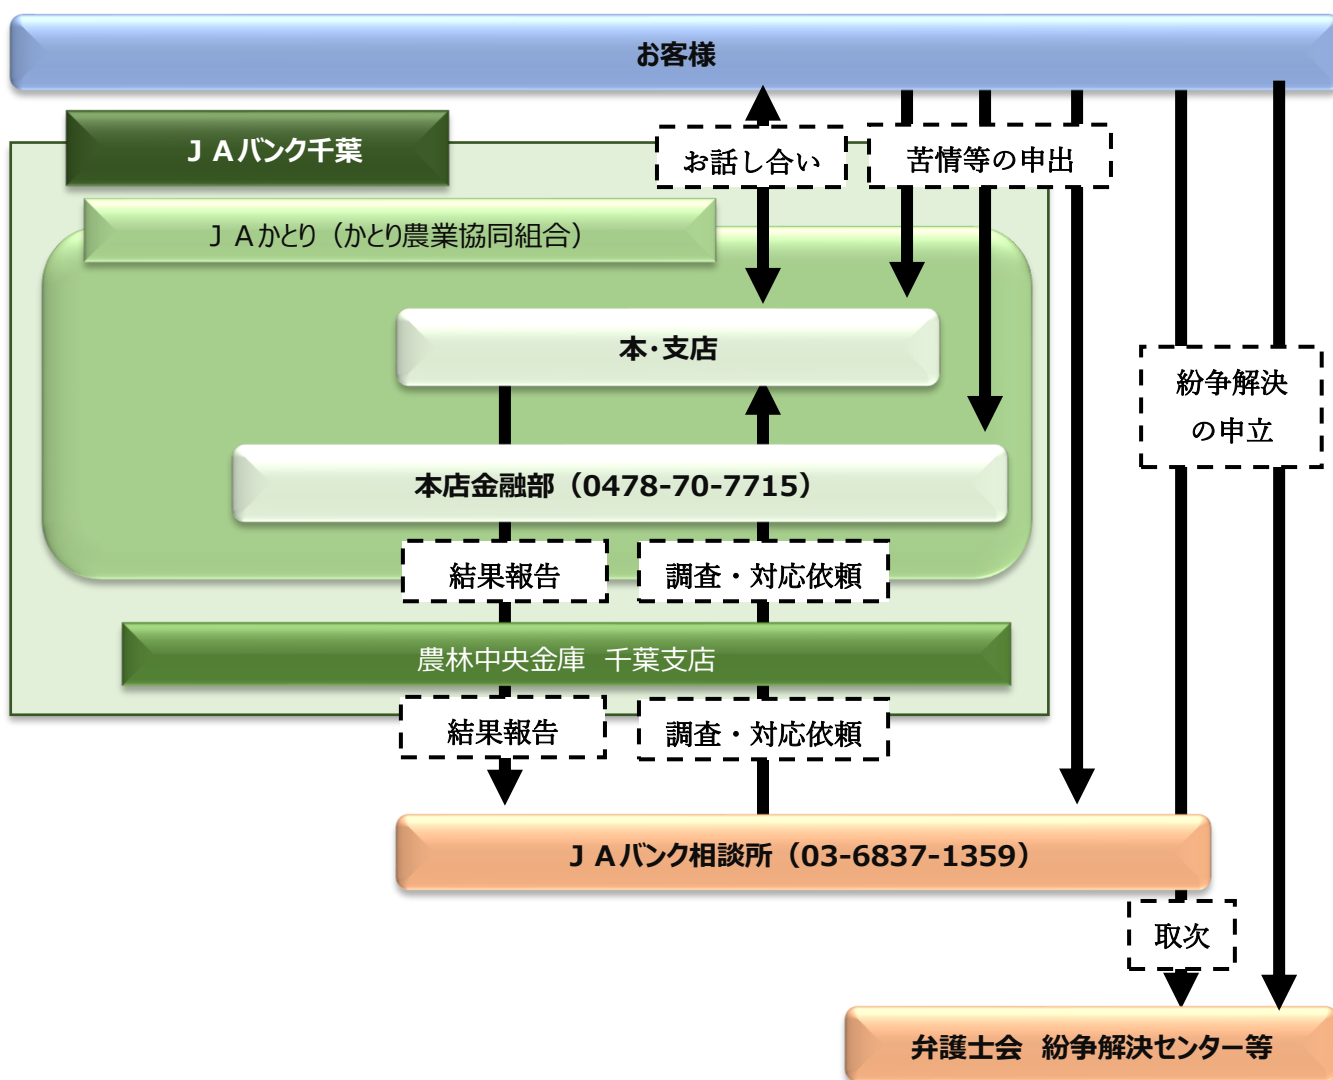 お客様
ＪＡバンク千葉
お話し合い
苦情等の申出
ＪＡかとり（かとり農業協同組合）
本・支店
紛争解決
の申立
本店金融部（0478-70-7715）
結果報告
調査・対応依頼
農林中央金庫　千葉支店
結果報告
調査・対応依頼
ＪＡバンク相談所（03-6837-1359）
取次
弁護士会　紛争解決センター等